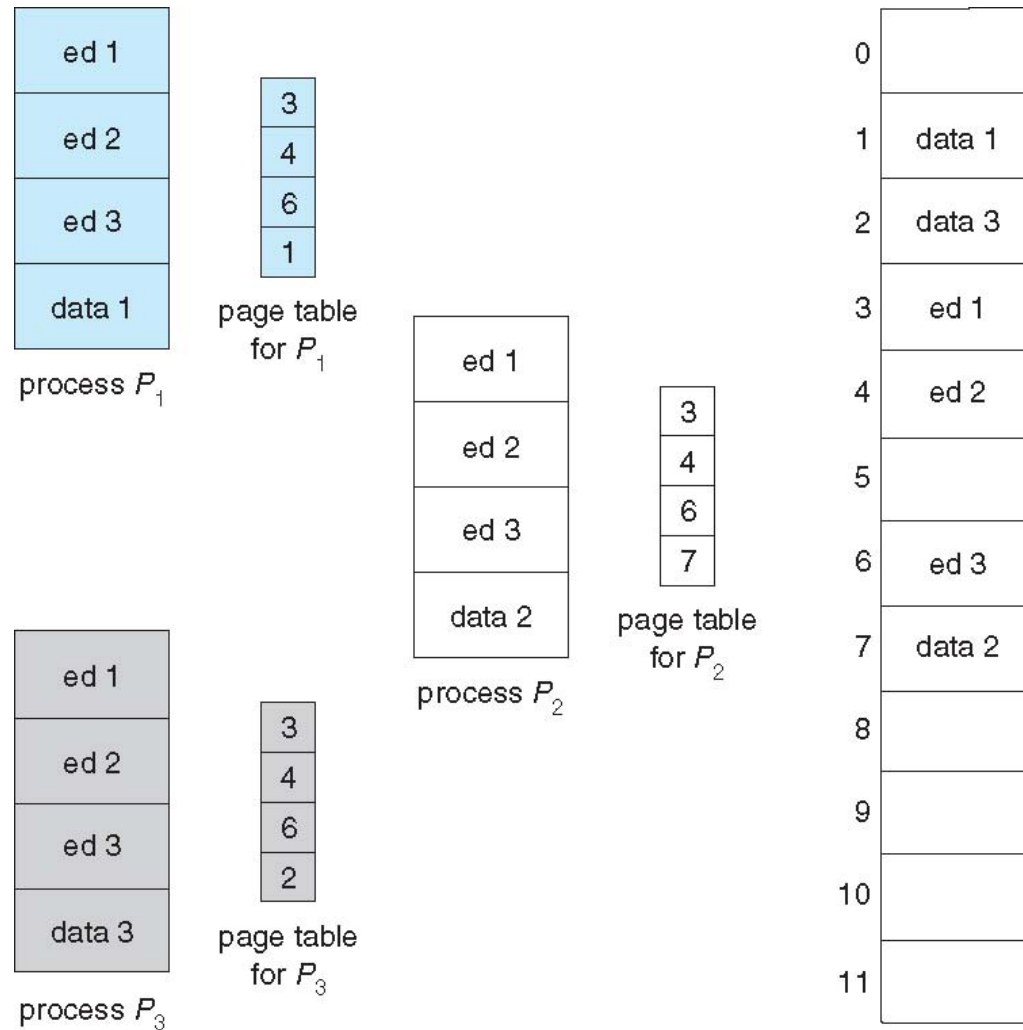 ed 1
ed 2
ed 3
data 1
process P1
3
4
6
1
page table
for P1
ed 1
ed 2
ed 3
data 2
process P2
3
4
6
7
page table
for P2
ed 1
ed 2
ed 3
data 3
process P3
3
4
6
2
page table
for P3
0
1 data 1
2 data 3
3 ed 1
4 ed 2
5
6 ed 3
7 data 2
8
9
10
11